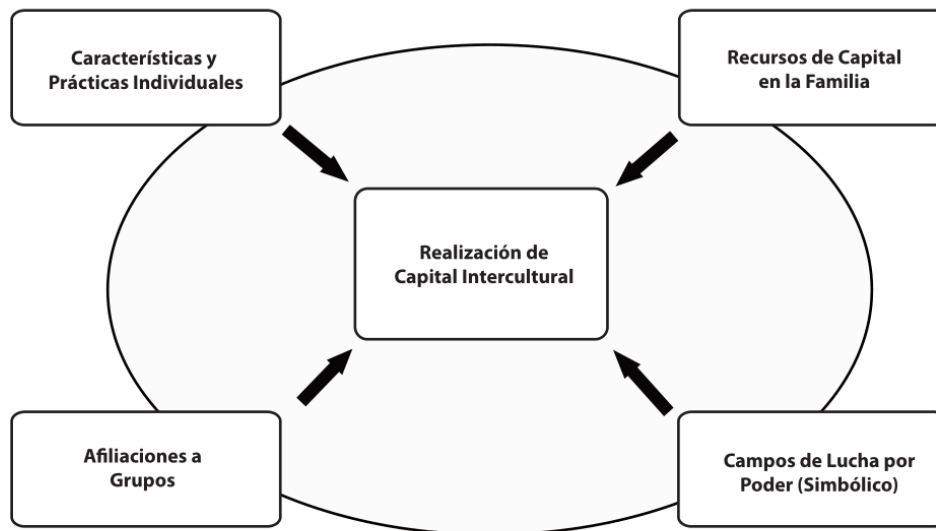 Características y
Prácticas Individuales
Recursos de Capital
en la Familia
Realización de
Capital Intercultural
Afiliaciones a
Grupos
Campos de Lucha por
Poder (Simbólico)